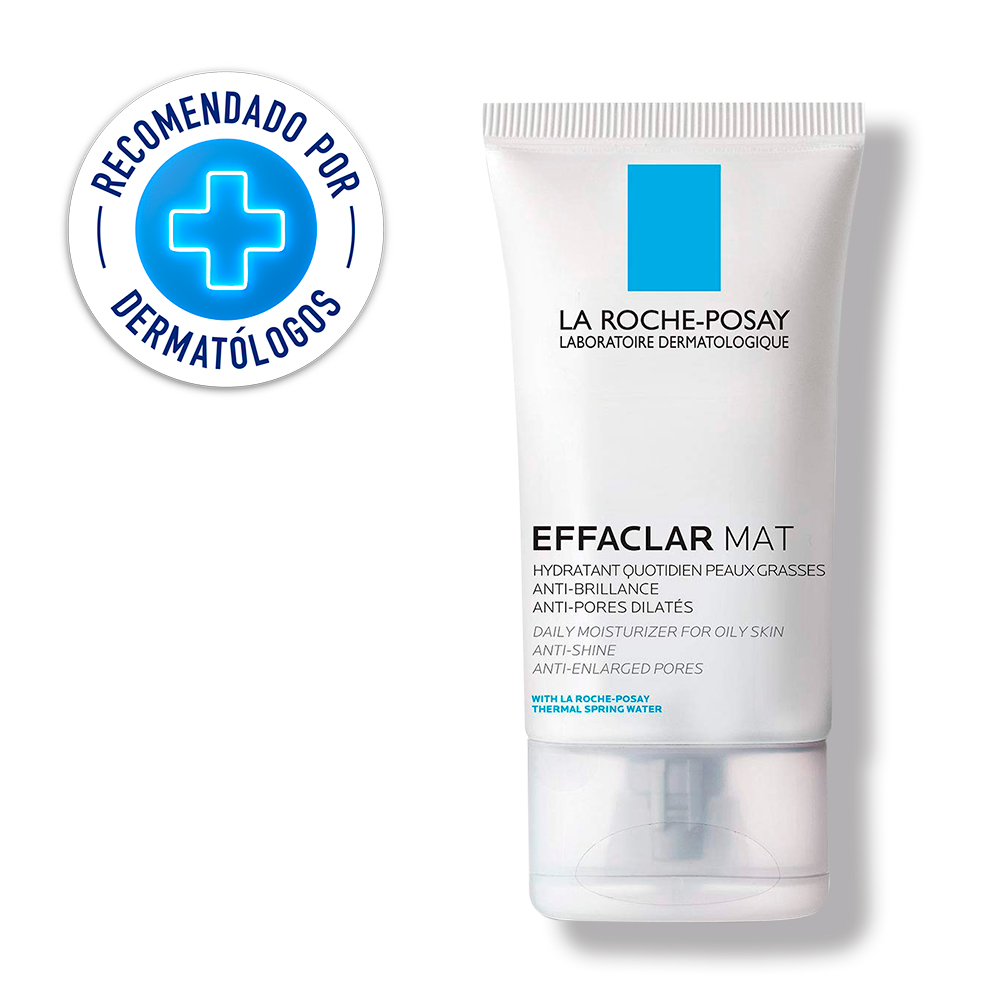 RECOMENDADO POR
DERMATÓLOGOS
LA ROCHE-POSAY
LABORATOIRE DERMATOLOGIQUE
EFFACLAR MAT
HYDRATANT QUOTIDIEN PEAUX GRASSES
ANTI-BRILLANCE
ANTI-PORES DILATÉS
DAILY MOISTURIZER FOR OILY SKIN
ANTI-SHINE
ANTI-ENLARGED PORES
WITH LA ROCHE-POSAY
THERMAL SPRING WATER